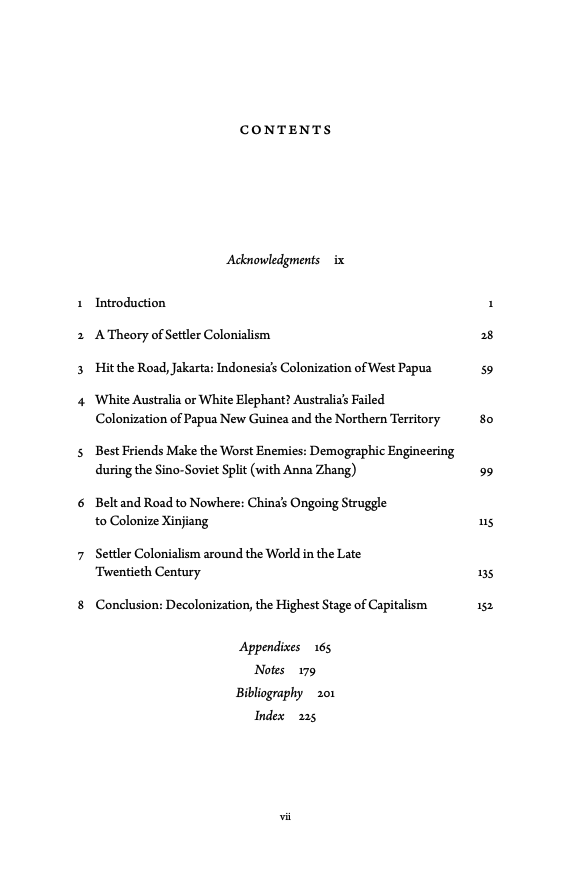 CONTENTS
Acknowledgments ix
1 Introduction 1
2 A Theory of Settler Colonialism 28
3 Hit the Road, Jakarta: Indonesia’s Colonization of West Papua 59
4 White Australia or White Elephant? Australia’s Failed
Colonization of Papua New Guinea and the Northern Territory 80
5 Best Friends Make the Worst Enemies: Demographic Engineering
during the Sino-Soviet Split (with Anna Zhang) 99
6 Belt and Road to Nowhere: China’s Ongoing Struggle
to Colonize Xinjiang 115
7 Settler Colonialism around the World in the Late
Twentieth Century 135
8 Conclusion: Decolonization, the Highest Stage of Capitalism 152
Appendixes 165
Notes 179
Bibliography 201
Index 225
vii